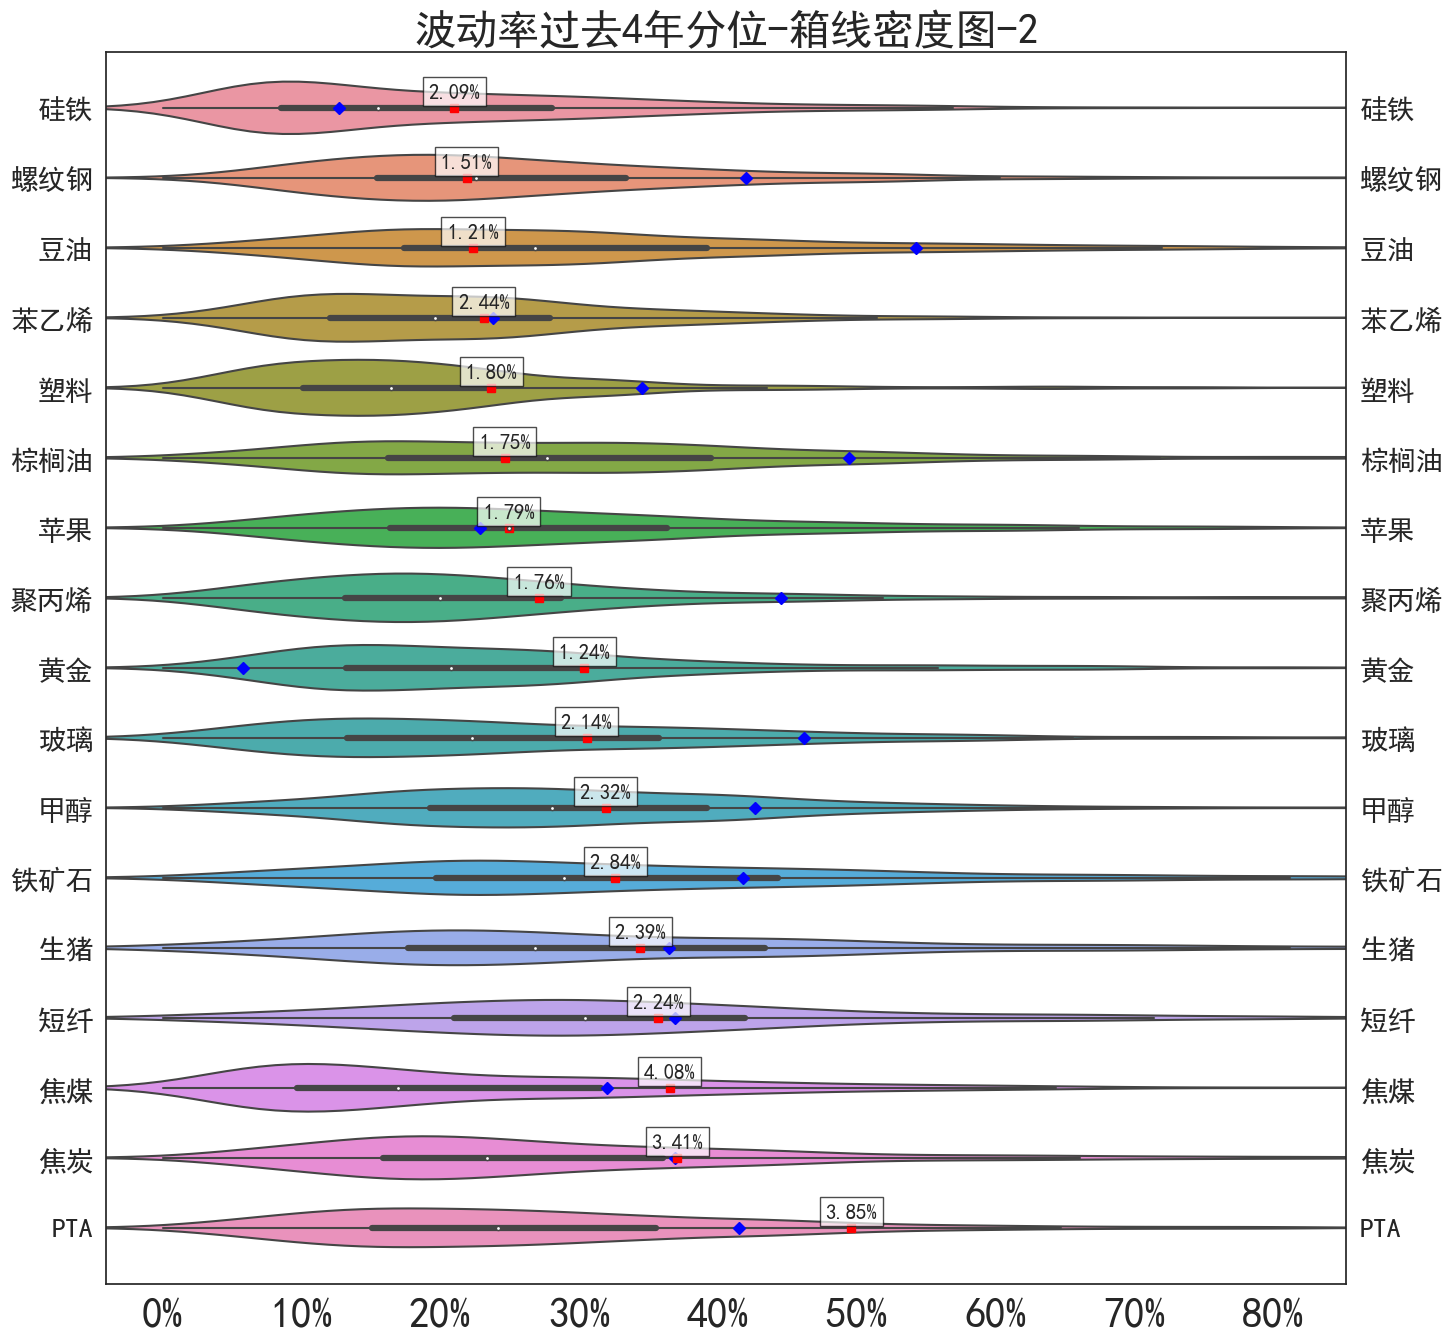 波动率过去4年分位-箱线密度图-2
硅铁 2.09% 硅铁
螺纹钢 1.51% 螺纹钢
豆油 1.21% 豆油
苯乙烯 2.44% 苯乙烯
塑料 1.80% 塑料
棕榈油 1.75% 棕榈油
苹果 1.79% 苹果
聚丙烯 1.76% 聚丙烯
黄金 1.24% 黄金
玻璃 2.14% 玻璃
甲醇 2.32% 甲醇
铁矿石 2.84% 铁矿石
生猪 2.39% 生猪
短纤 2.24% 短纤
焦煤 4.08% 焦煤
焦炭 3.41% 焦炭
PTA 3.85% PTA
0% 10% 20% 30% 40% 50% 60% 70% 80%